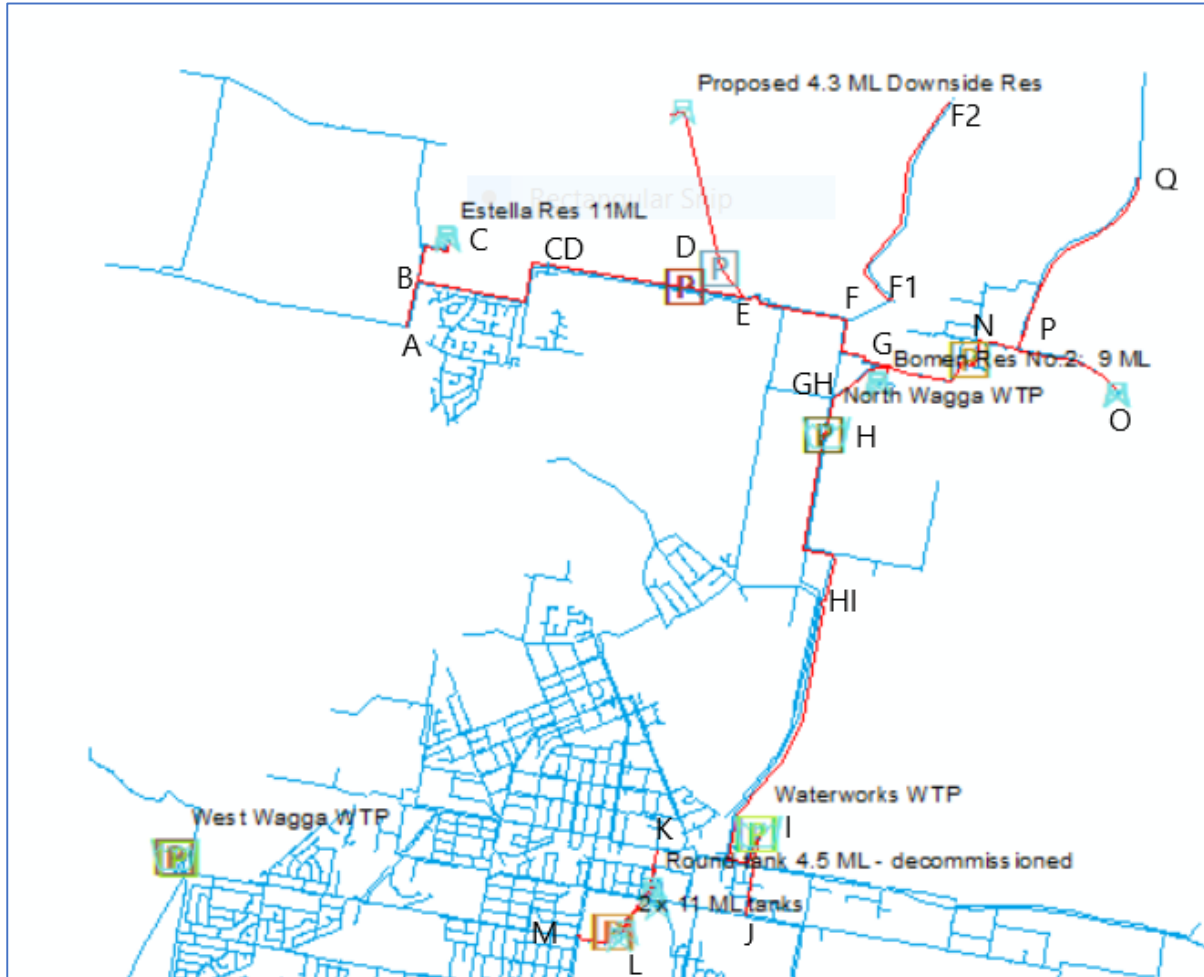 Proposed 4.3 ML Downside Res
F2
Q
Rectangular Snip
Estella Res 11ML
C
CD
D
P
B
P
E
F
F1
A
N
P
G
P
Bomen Res No.2: 9 ML
GH
North Wagga WTP
O
P
H
HI
Waterworks WTP
West Wagga WTP
K
P
I
P
Round tank 4.5 ML - decommissioned
2 x 11 ML tanks
M
J
L